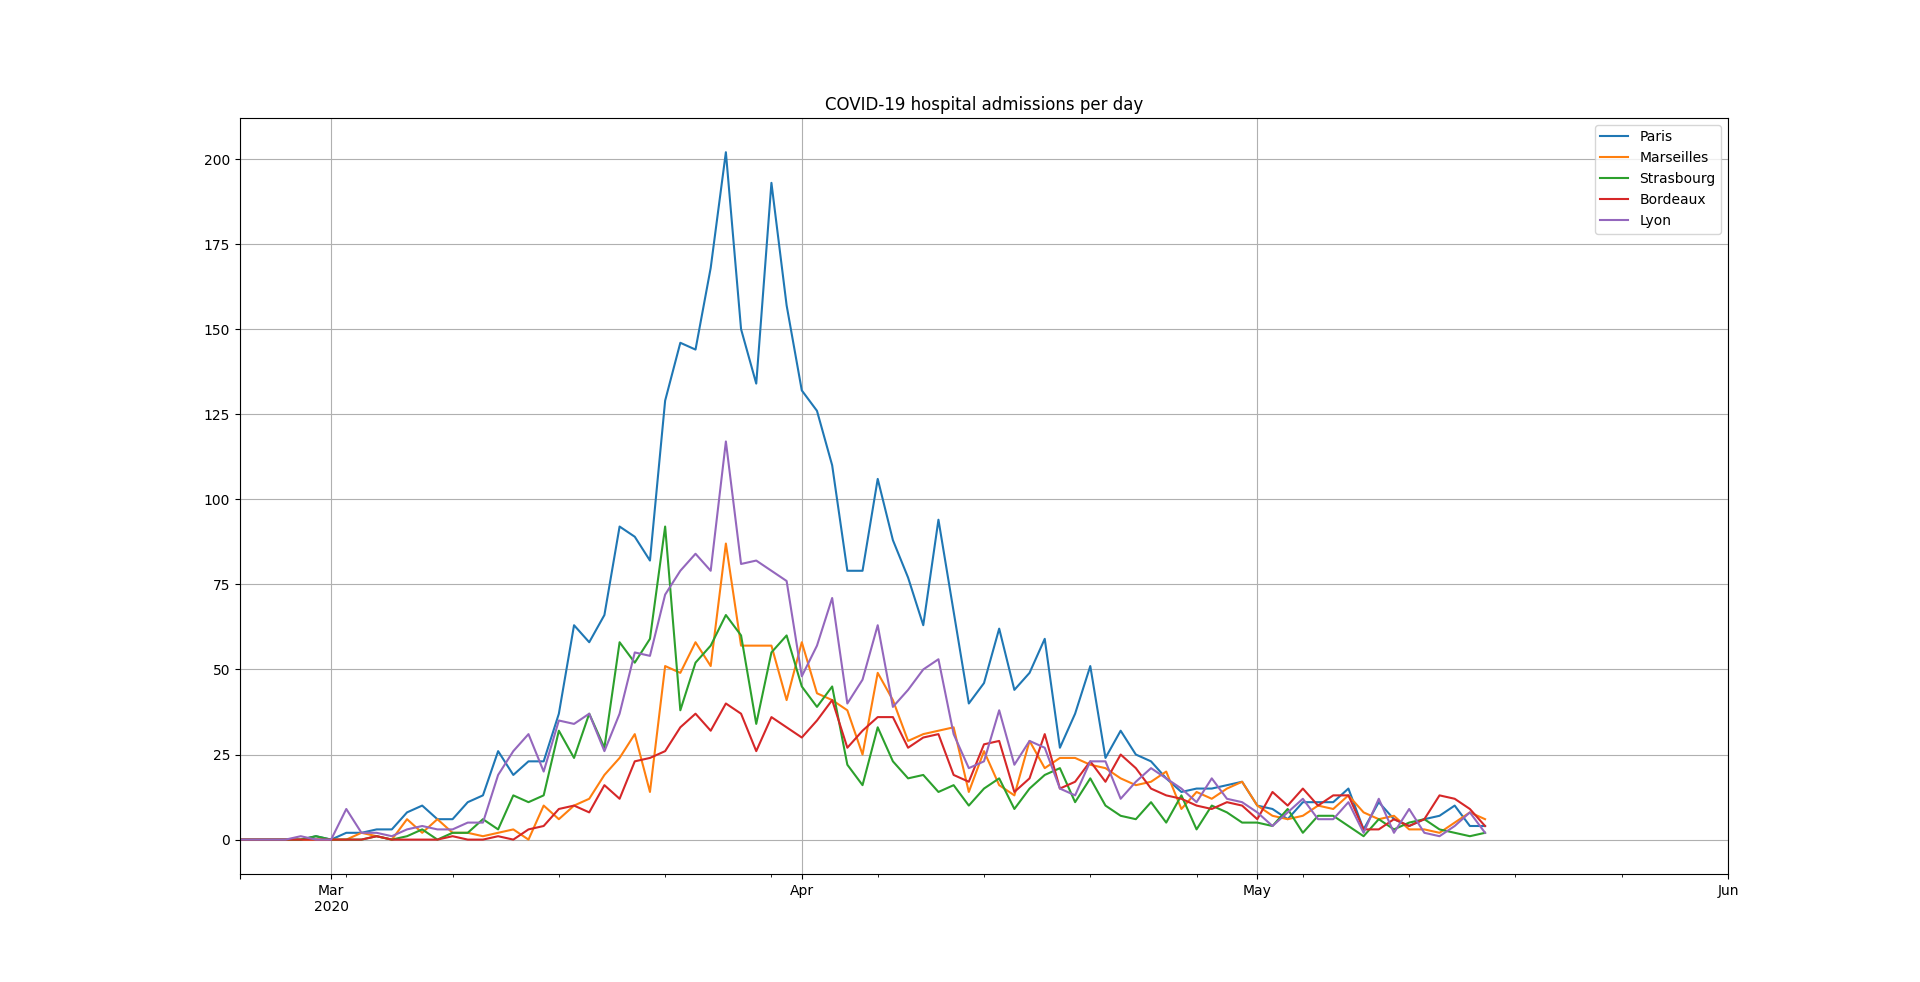 COVID-19 hospital admissions per day
Paris
Marseilles
Strasbourg
Bordeaux
Lyon
200
175
150
125
100
75
50
25
0
Mar Apr May Jun
2020